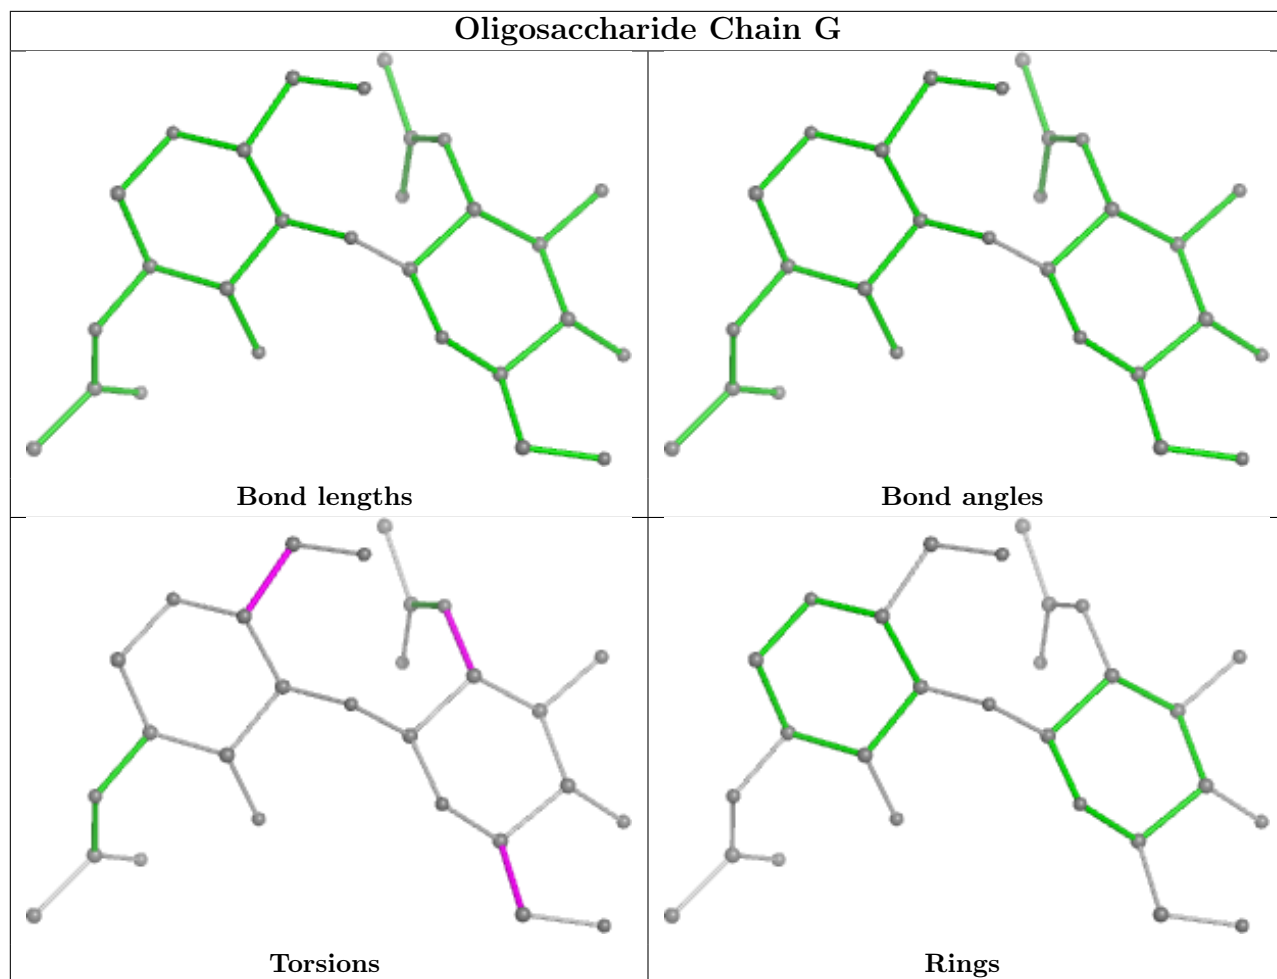 Oligosaccharide Chain G
Bond lengths
Bond angles
Torsions
Rings